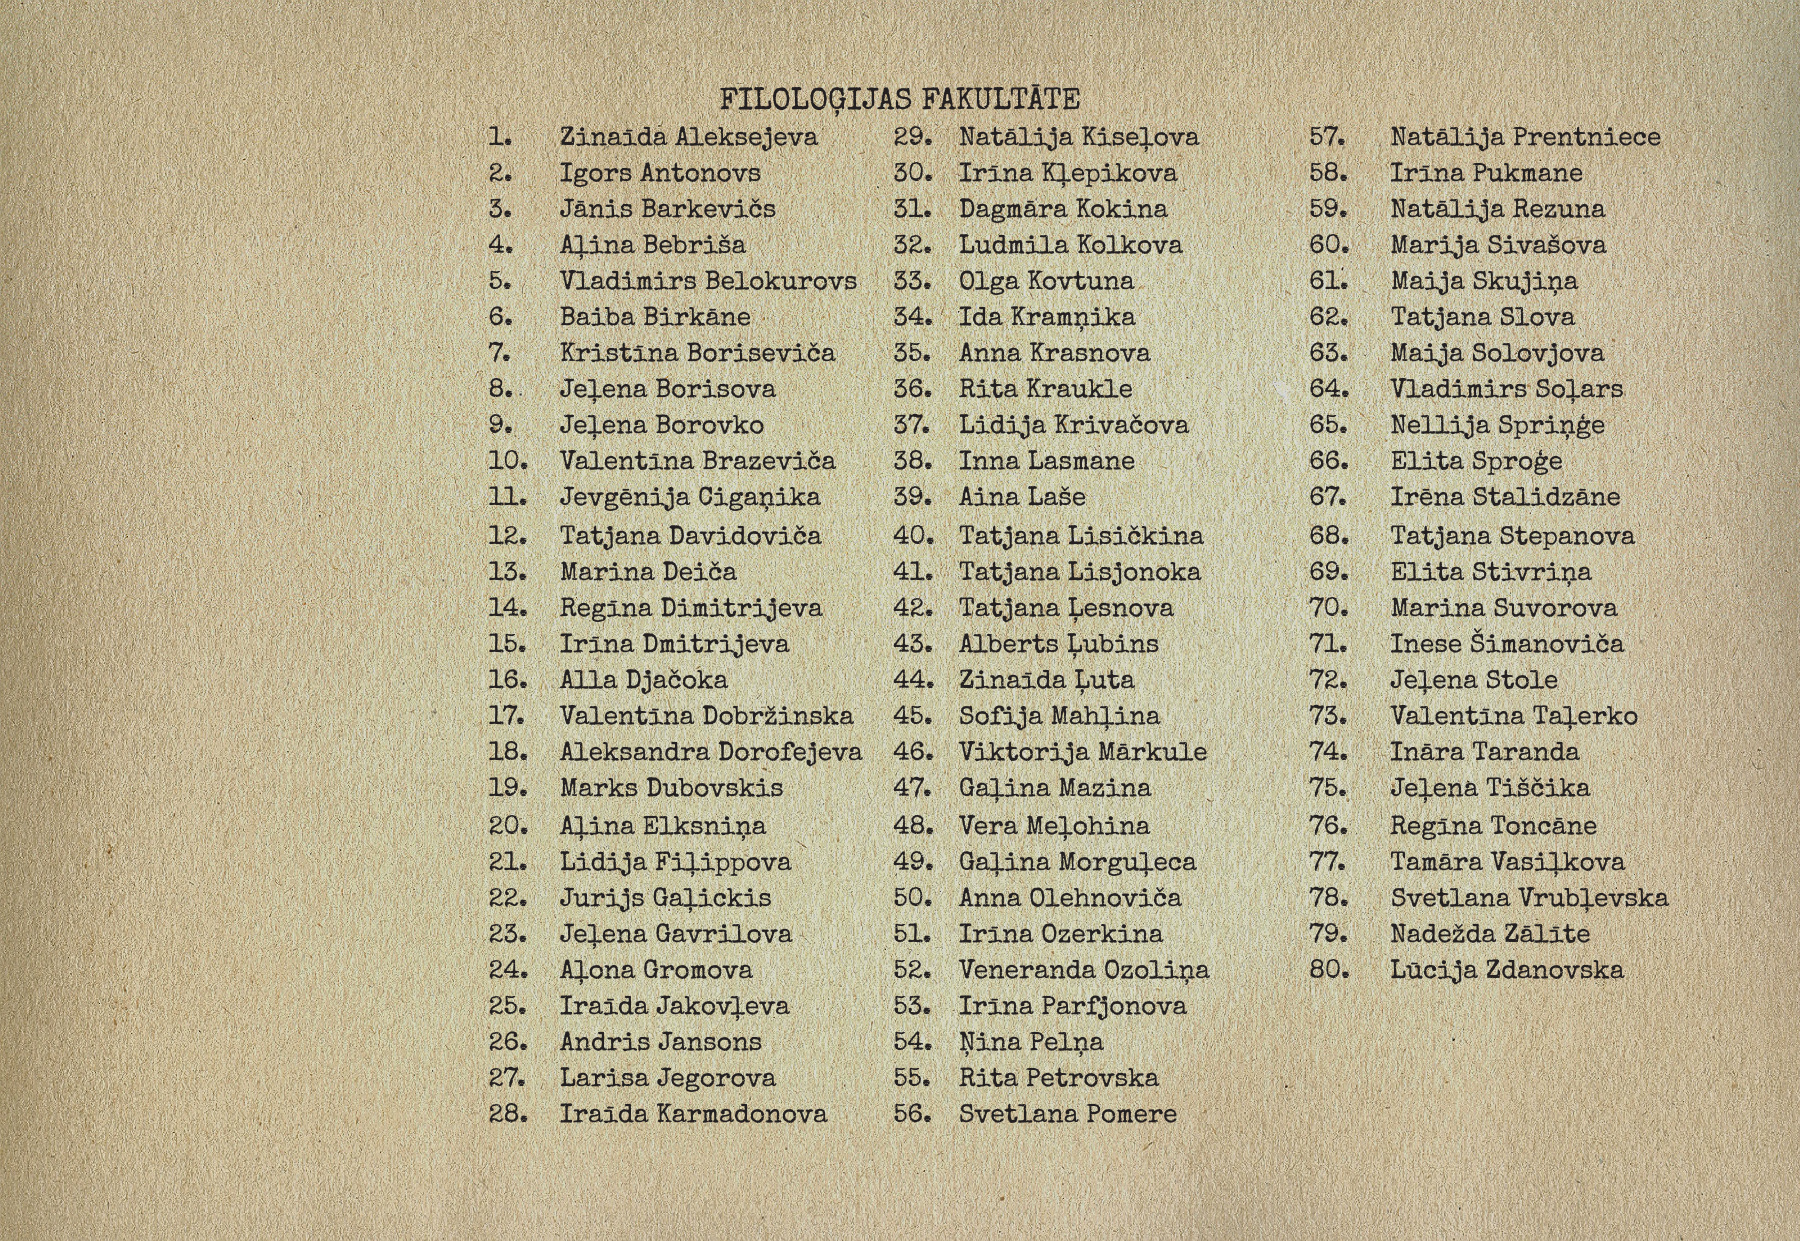 FILOLOĢIJAS FAKULTĀTE
1. Zinaīda Aleksejeva
2. Igors Antonovs
3. Jānis Barkevičs
4. Aļina Bebriša
5. Vladimirs Belokurovs
6. Baiba Birkāne
7. Kristīna Boriseviča
8. Jeļena Borisova
9. Jeļena Borovko
10. Valentīna Brazeviča
11. Jevgēnija Cigaņika
12. Tatjana Davidoviča
13. Marina Deiča
14. Regīna Dimitrijeva
15. Irīna Dmitrijeva
16. Alla Djačoka
17. Valentīna Dobržinska
18. Aleksandra Dorofejeva
19. Marks Dubovskis
20. Aļina Elksniņa
21. Lidija Fiļippova
22. Jurijs Gaļickis
23. Jeļena Gavrilova
24. Aļona Gromova
25. Iraīda Jakovļeva
26. Andris Jansons
27. Larisa Jegorova
28. Iraīda Karmadonova
29. Natālija Kiseļova
30. Irīna Kļepikova
31. Dagmāra Kokina
32. Ludmila Kolkova
33. Olga Kovtuna
34. Ida Kramņika
35. Anna Krasnova
36. Rita Kraukle
37. Lidija Krivačova
38. Inna Lasmane
39. Aina Laše
40. Tatjana Lisičkina
41. Tatjana Lisjonoka
42. Tatjana Ļesnova
43. Alberts Ļubins
44. Zinaīda Ļuta
45. Sofija Mahļina
46. Viktorija Mārkule
47. Gaļina Mazina
48. Vera Meļohina
49. Gaļina Morguļeca
50. Anna Olehnoviča
51. Irīna Ozerkina
52. Veneranda Ozoliņa
53. Irīna Parfjonova
54. Ņina Pelņa
55. Rita Petrovska
56. Svetlana Pomere
57. Natālija Prentniece
58. Irīna Pukmane
59. Natālija Rezuna
60. Marija Sivašova
61. Maija Skujiņa
62. Tatjana Slova
63. Maija Solovjova
64. Vladimirs Soļars
65. Nellija Spriņģe
66. Elita Sproģe
67. Irēna Stalidzāne
68. Tatjana Stepanova
69. Elita Stivriņa
70. Marina Suvorova
71. Inese Šimanoviča
72. Jeļena Stole
73. Valentīna Taļerko
74. Ināra Taranda
75. Jeļena Tiščika
76. Regīna Toncāne
77. Tamāra Vasiļkova
78. Svetlana Vrubļevska
79. Nadežda Zālīte
80. Lūcija Zdanovska